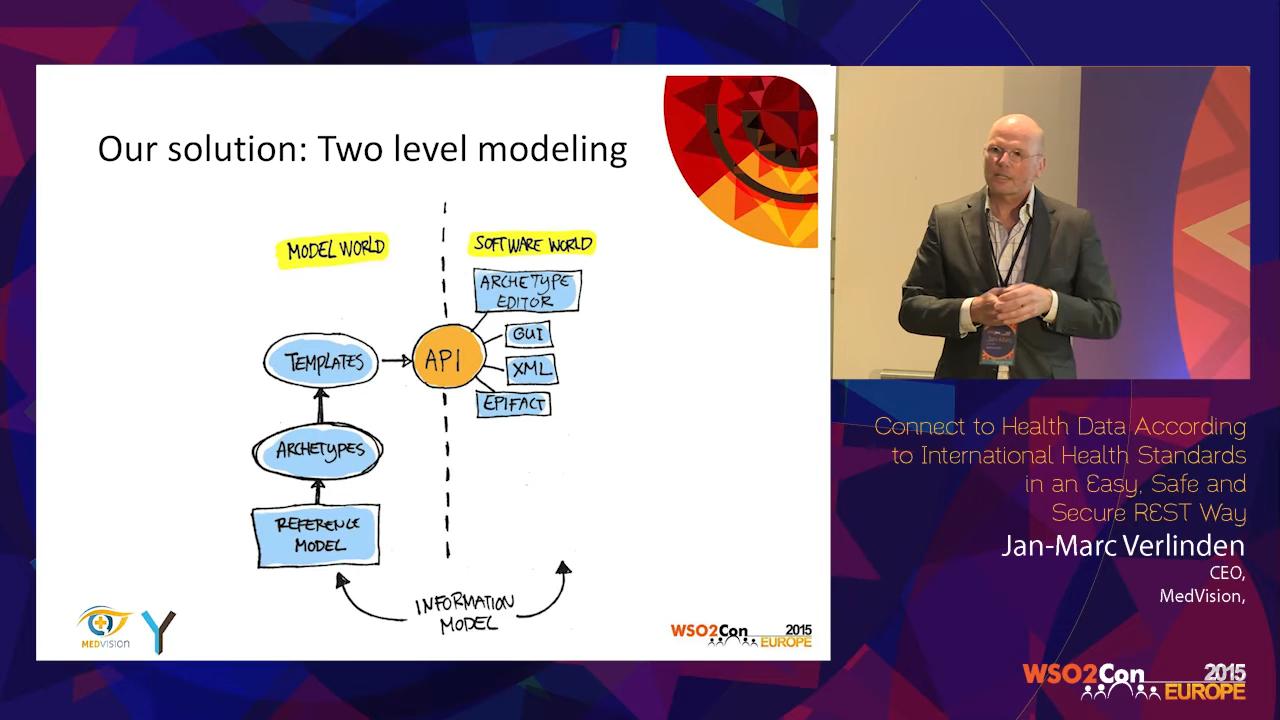 Our solution: Two level modeling
MODEL WORLD
SOFTWARE WORLD
ARCHETYPE
EDITOR
GUI
XML
EPIFACT
API
TEMPLATES
ARCHETYPES
REFERENCE
MODEL
INFORMATION
MODEL
MEDVISION
WSO2Con 2015
EUROPE
Jan-Marc
Connect to Health Data According
to International Health Standards
in an Easy, Safe and
Secure REST Way
Jan-Marc Verlinden
CEO,
MedVision,
WSO2Con 2015
EUROPE